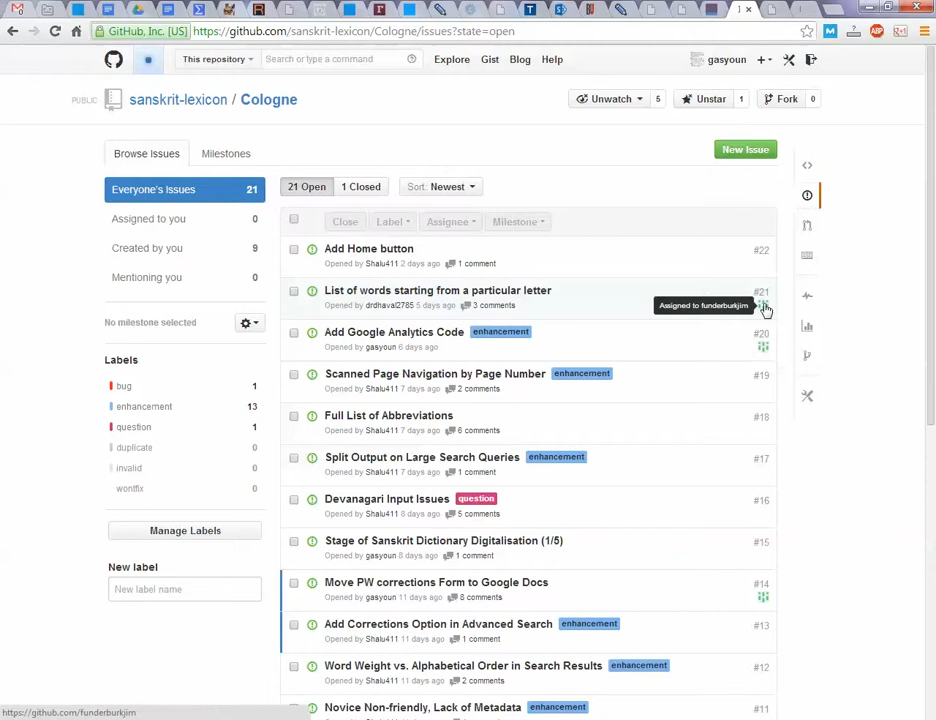 GitHub, Inc. [US]
https://github.com/sanskrit-lexicon/Cologne/issues?state=open
This repository
Search or type a command
Explore Gist Blog Help
gasyoun
PUBLIC
sanskrit-lexicon / Cologne
Unwatch 5
Unstar 1
Fork 0
Browse Issues
Milestones
New Issue
Everyone's Issues 21
Assigned to you 0
Created by you 9
Mentioning you 0
No milestone selected
Labels
bug 1
enhancement 13
question 1
duplicate 0
invalid 0
wontfix 0
Manage Labels
New label
New label name
21 Open 1 Closed
Sort: Newest
Close Label Assignee Milestone
Add Home button #22
Opened by Shalu411 2 days ago 1 comment
List of words starting from a particular letter #21
Opened by drdhaval2785 5 days ago 3 comments
Assigned to funderburkjim
Add Google Analytics Code enhancement #20
Opened by gasyoun 6 days ago
Scanned Page Navigation by Page Number enhancement #19
Opened by Shalu411 7 days ago 2 comments
Full List of Abbreviations #18
Opened by Shalu411 7 days ago 6 comments
Split Output on Large Search Queries enhancement #17
Opened by Shalu411 7 days ago 1 comment
Devanagari Input Issues question #16
Opened by Shalu411 8 days ago 5 comments
Stage of Sanskrit Dictionary Digitalisation (1/5) #15
Opened by gasyoun 8 days ago 1 comment
Move PW corrections Form to Google Docs #14
Opened by gasyoun 11 days ago 8 comments
Add Corrections Option in Advanced Search enhancement #13
Opened by Shalu411 11 days ago 1 comment
Word Weight vs. Alphabetical Order in Search Results enhancement #12
Opened by Shalu411 11 days ago 2 comments
Novice Non-friendly, Lack of Metadata enhancement #11
https://github.com/funderburkjim